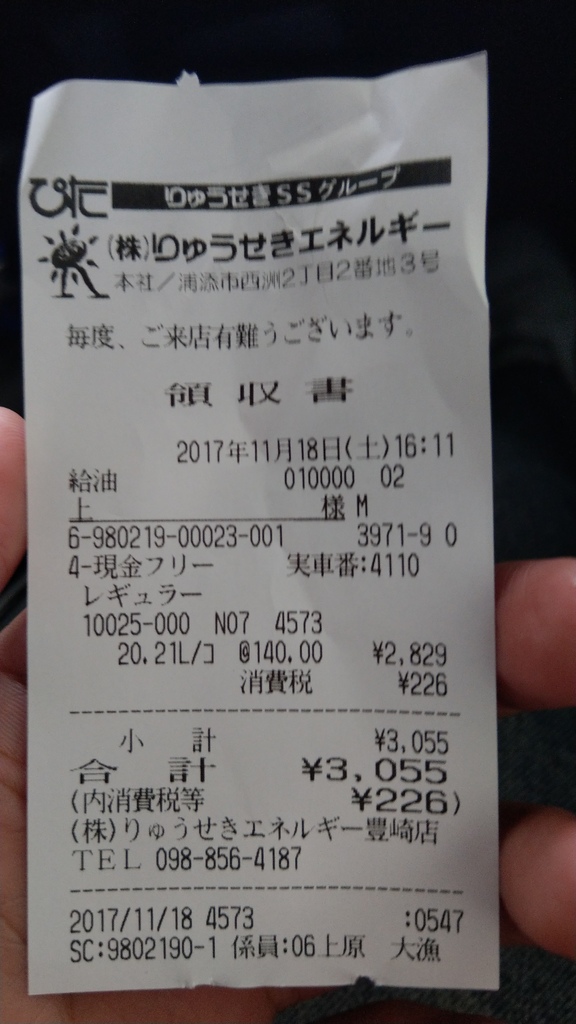 ぴた りゅうせきSSグループ
(株)りゅうせきエネルギー
本社／浦添市西洲2丁目2番地3号
毎度、ご来店有難うございます。
領収書
2017年11月18日(土)16:11
給油 010000 02
上 様 M
6-980219-00023-001 3971-9 0
4-現金フリー 実車番:4110
レギュラー
10025-000 N07 4573
20.21L/コ @140.00 ¥2,829
消費税 ¥226
小 計 ¥3,055
合 計 ¥3,055
(内消費税等 ¥226)
(株)りゅうせきエネルギー豊崎店
TEL 098-856-4187
2017/11/18 4573 :0547
SC:9802190-1 係員:06上原 大漁